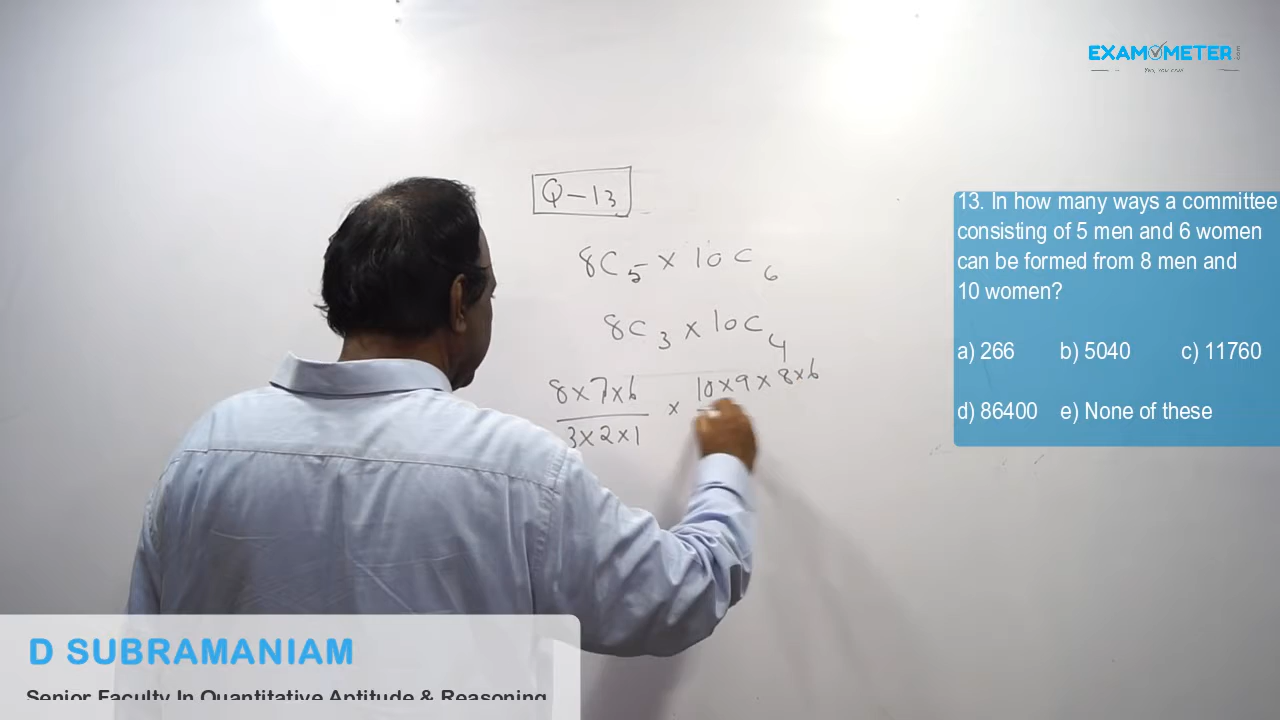 EXAMOMETER.com
Q-13
8C5 × 10C6
8C3 × 10C4
8×7×6 × 10×9×8×6
3×2×1
13. In how many ways a committee
consisting of 5 men and 6 women
can be formed from 8 men and
10 women?
a) 266 b) 5040 c) 11760
d) 86400 e) None of these
D SUBRAMANIAM
Senior Faculty In Quantitative Aptitude & Reasoning